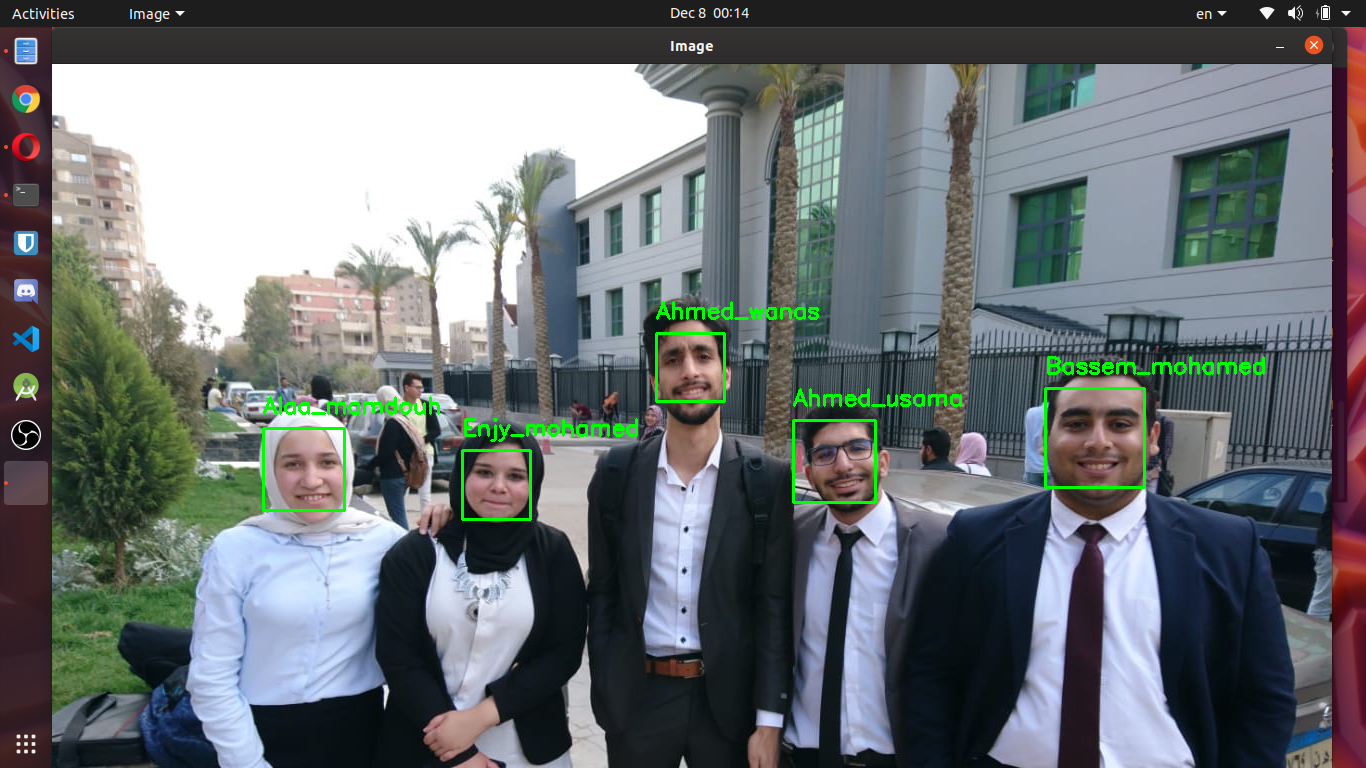 Activities
Image
Dec 8 00:14
en
Image
Ahmed_wanas
Bassem_mohamed
Ahmed_usama
Alaa_mamdouh
Enjy_mohamed